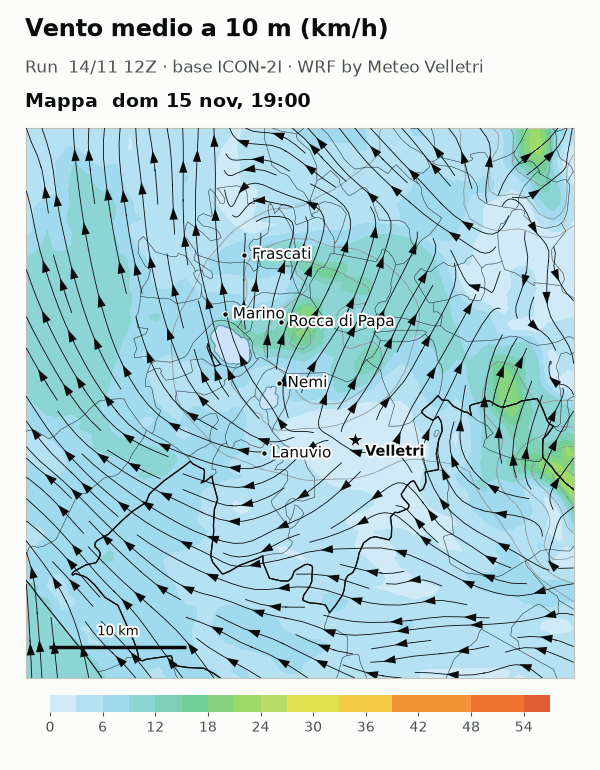 Vento medio a 10 m (km/h)
Run  14/11 12Z · base ICON-2I · WRF by Meteo Velletri
Mappa  dom 15 nov, 19:00
Frascati
Marino
Rocca di Papa
Nemi
Velletri
Lanuvio
10 km
0 6 12 18 24 30 36 42 48 54